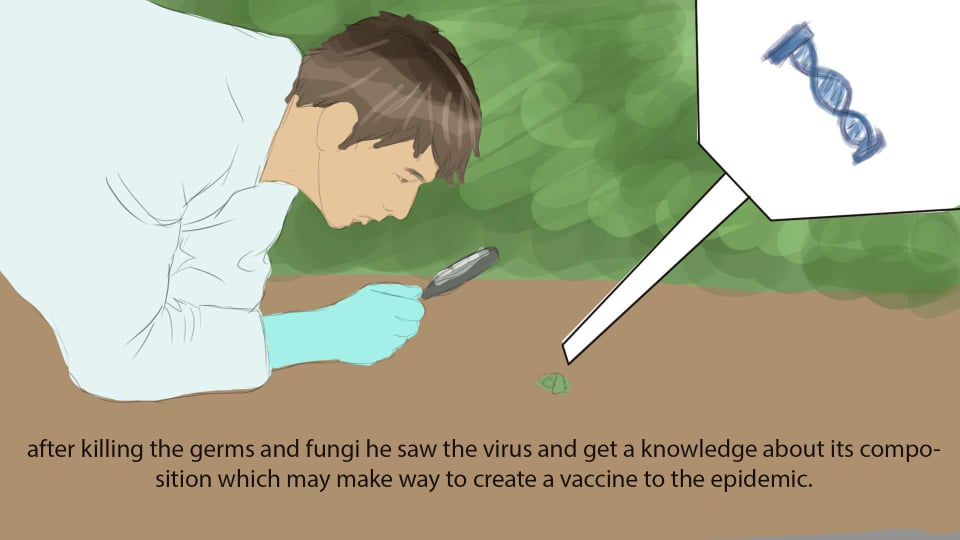 after killing the germs and fungi he saw the virus and get a knowledge about its compo-
sition which may make way to create a vaccine to the epidemic.